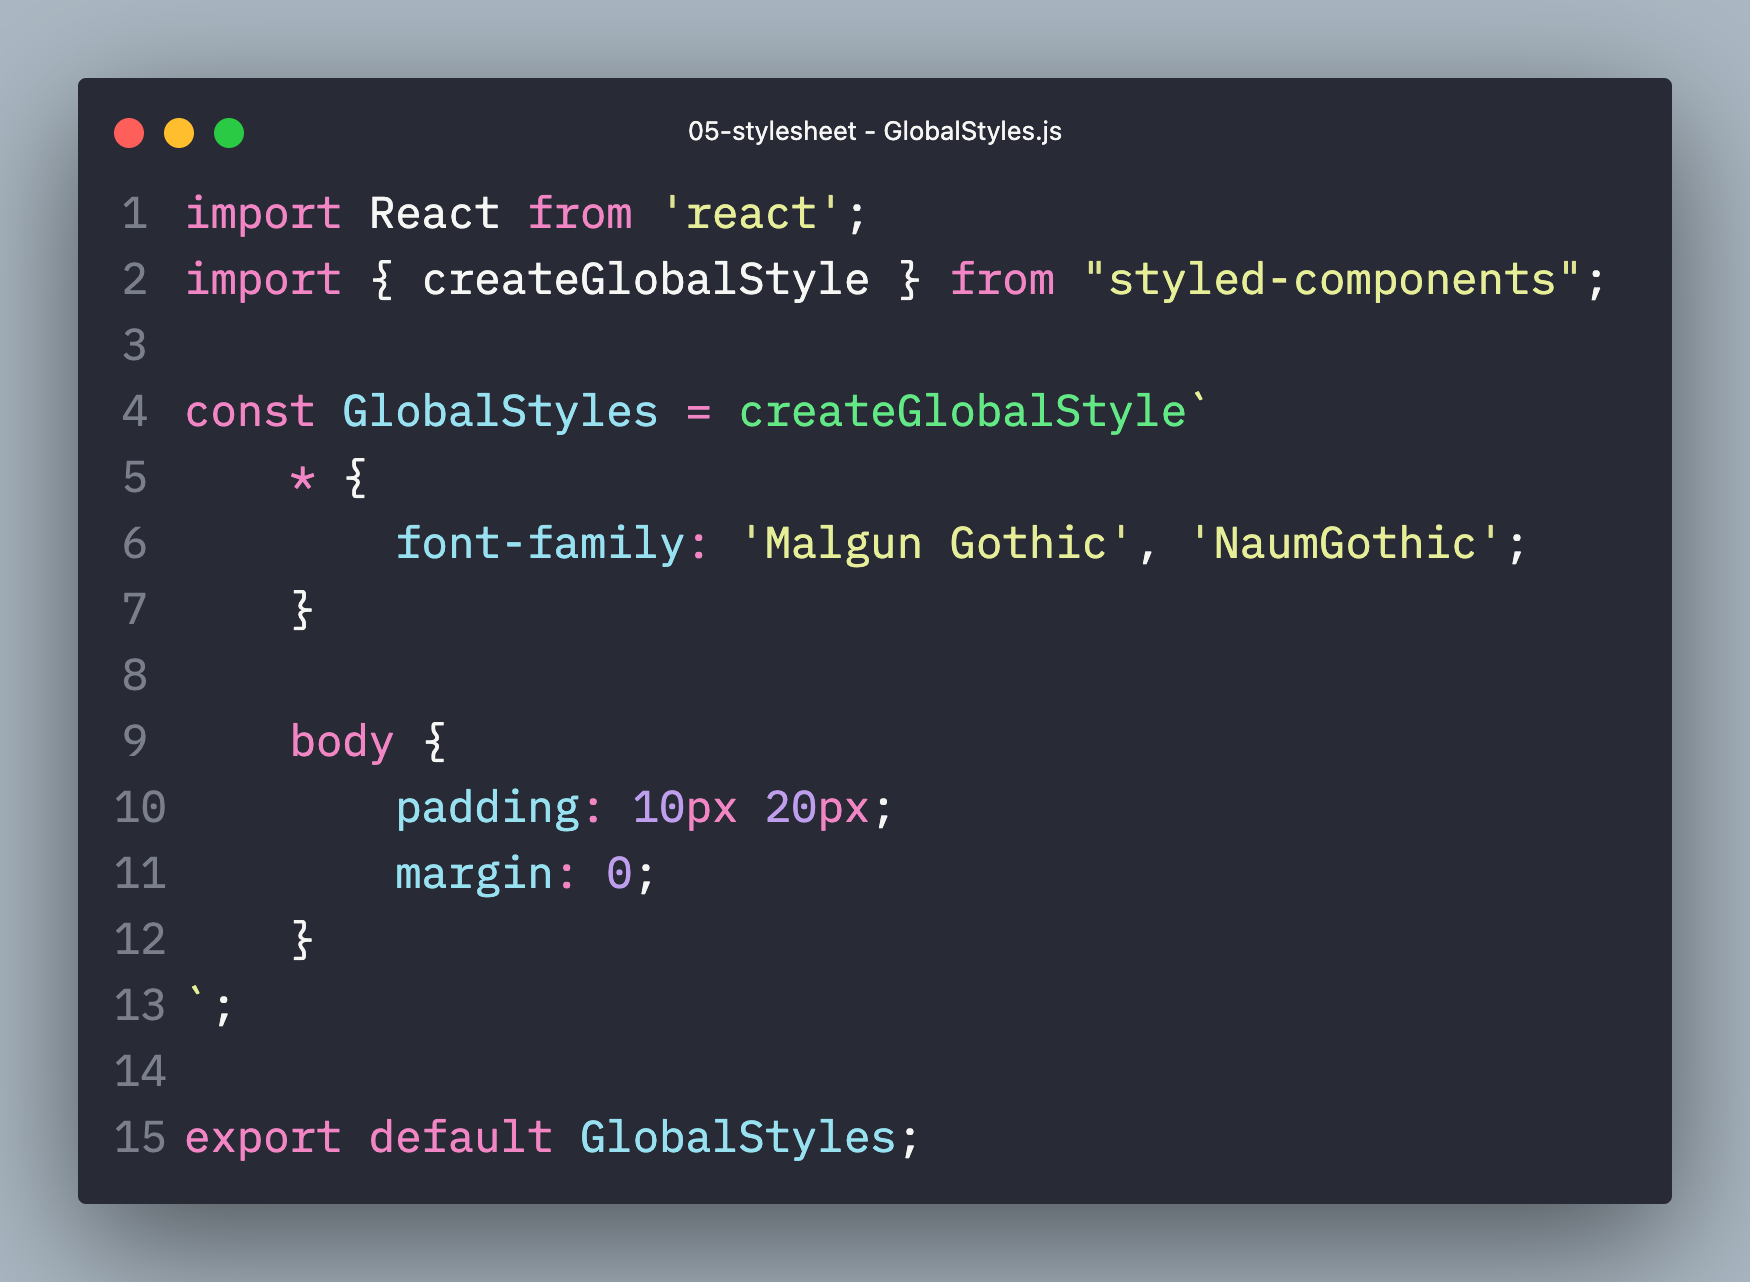 05-stylesheet - GlobalStyles.js
1 import React from 'react';
2 import { createGlobalStyle } from "styled-components";
3
4 const GlobalStyles = createGlobalStyle`
5     * {
6         font-family: 'Malgun Gothic', 'NaumGothic';
7     }
8
9     body {
10         padding: 10px 20px;
11         margin: 0;
12     }
13 `;
14
15 export default GlobalStyles;